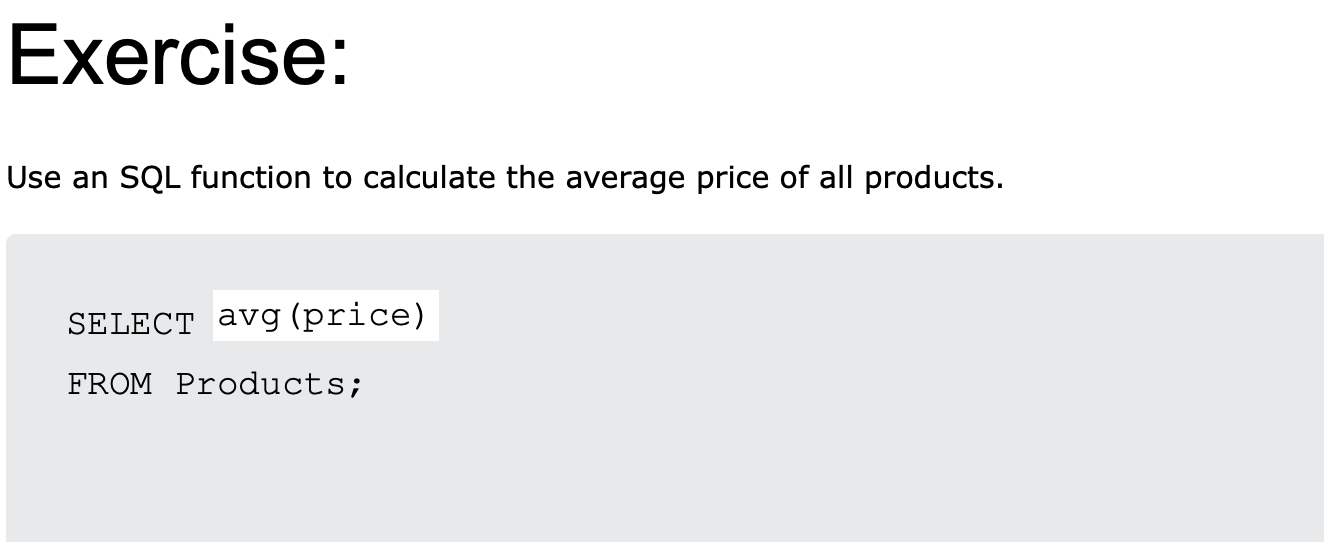 Exercise:
Use an SQL function to calculate the average price of all products.
SELECT avg(price)
FROM Products;